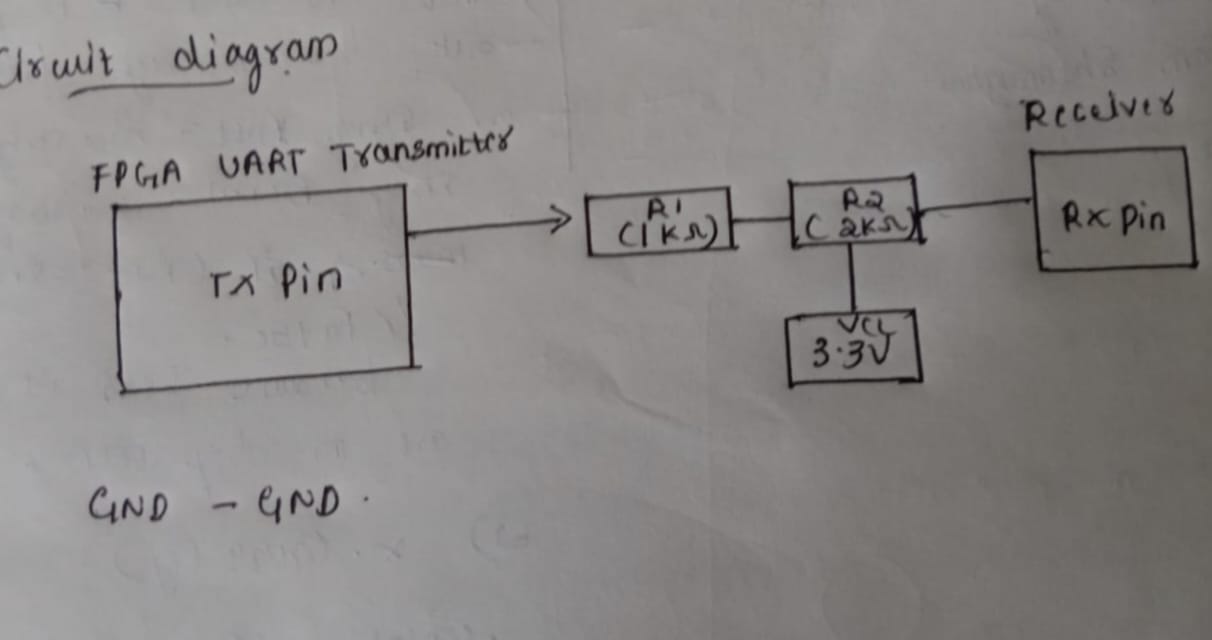 Circuit diagram
FPGA UART Transmitter
Receiver
Tx Pin
R1
(1kΩ)
R2
(2kΩ)
Rx Pin
VCC
3.3V
GND - GND.